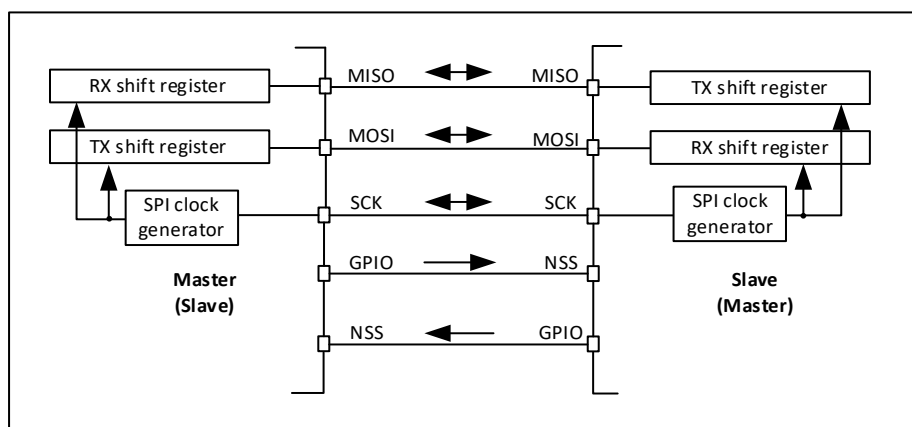 RX shift register
MISO
MISO
TX shift register
TX shift register
MOSI
MOSI
RX shift register
SPI clock
generator
SCK
SCK
SPI clock
generator
GPIO
NSS
Master
(Slave)
Slave
(Master)
NSS
GPIO